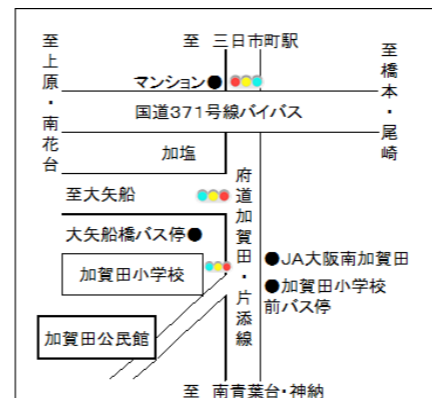 至上原・南花台
至　三日市町駅
至橋本・尾崎
マンション●
国道371号線バイパス
加塩
至大矢船
府道加賀田・片添線
大矢船橋バス停●
●JA大阪南加賀田
加賀田小学校
●加賀田小学校
前バス停
加賀田公民館
至　南青葉台・神納